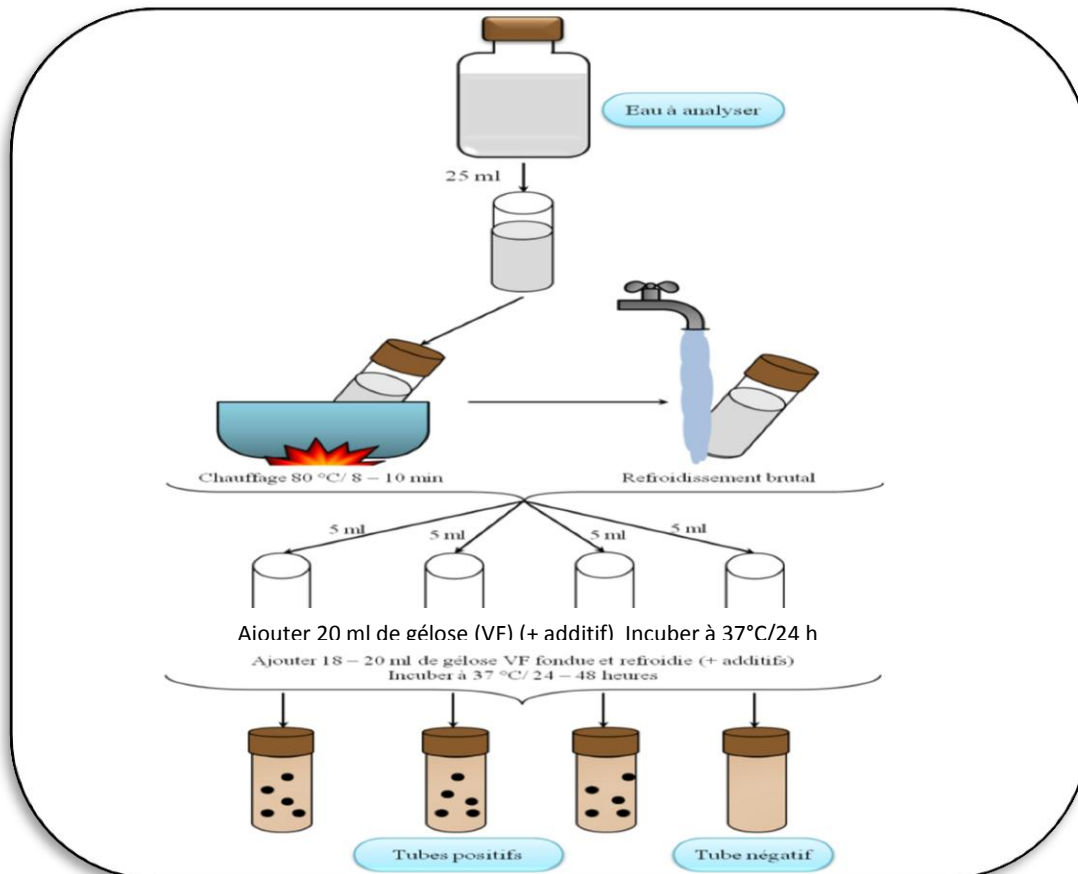 Eau à analyser
25 ml
Chauffage 80 °C/ 8 – 10 min
Refroidissement brutal
5 ml
5 ml
5 ml
5 ml
Ajouter 20 ml de gélose (VF) (+ additif) Incuber à 37°C/24 h
Ajouter 18 – 20 ml de gélose VF fondue et refroidie (+ additifs)
Incuber à 37 °C/ 24 – 48 heures
Tubes positifs
Tube négatif